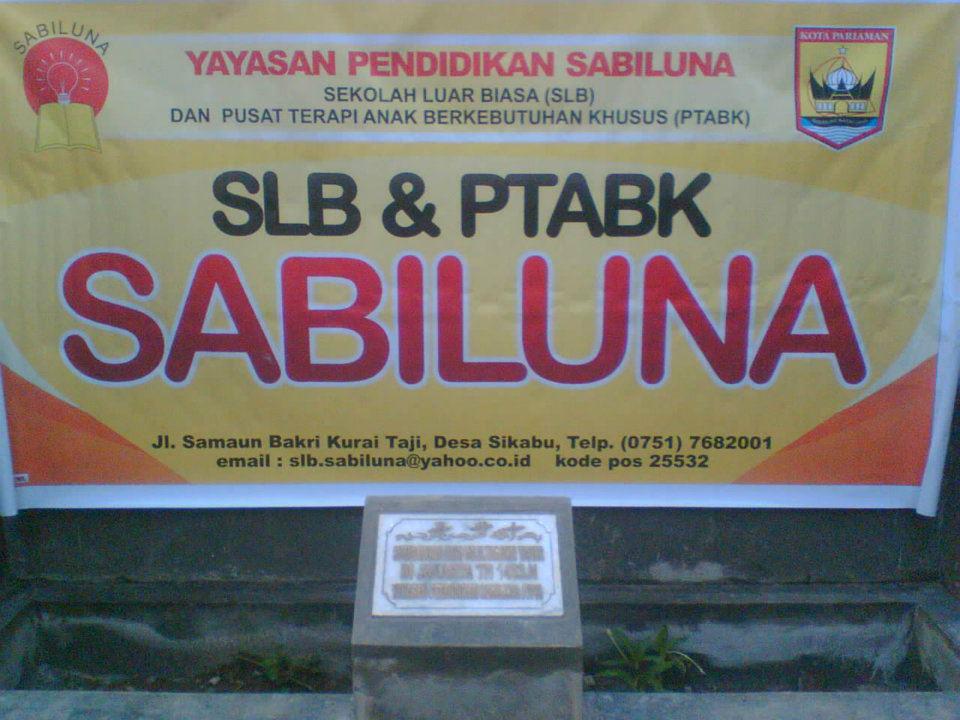 SABILUNA
YAYASAN PENDIDIKAN SABILUNA
SEKOLAH LUAR BIASA (SLB)
DAN PUSAT TERAPI ANAK BERKEBUTUHAN KHUSUS (PTABK)
KOTA PARIAMAN
SLB & PTABK
SABILUNA
Jl. Samaun Bakri Kurai Taji, Desa Sikabu, Telp. (0751) 7682001
email : slb.sabiluna@yahoo.co.id kode pos 25532